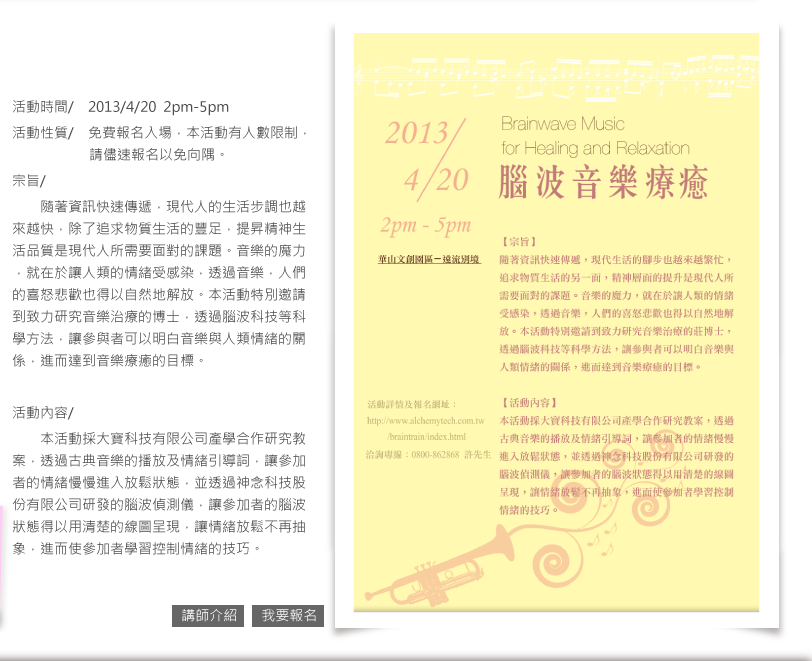 活動時間/ 2013/4/20 2pm-5pm
活動性質/ 免費報名入場，本活動有人數限制，
請儘速報名以免向隅。
宗旨/
隨著資訊快速傳遞，現代人的生活步調也越
來越快，除了追求物質生活的豐足，提昇精神生
活品質是現代人所需要面對的課題。音樂的魔力
，就在於讓人類的情緒受感染，透過音樂，人們
的喜怒悲歡也得以自然地解放。本活動特別邀請
到致力研究音樂治療的博士，透過腦波科技等科
學方法，讓參與者可以明白音樂與人類情緒的關
係，進而達到音樂療癒的目標。
活動內容/
本活動採大寶科技有限公司產學合作研究教
案，透過古典音樂的播放及情緒引導詞，讓參加
者的情緒慢慢進入放鬆狀態，並透過神念科技股
份有限公司研發的腦波偵測儀，讓參加者的腦波
狀態得以用清楚的線圖呈現，讓情緒放鬆不再抽
象，進而使參加者學習控制情緒的技巧。
講師介紹 我要報名
2013/
4/20
2pm - 5pm
華山文創園區－遠流別境
Brainwave Music
for Healing and Relaxation
腦波音樂療癒
【宗旨】
隨著資訊快速傳遞，現代生活的腳步也越來越繁忙，
追求物質生活的另一面，精神層面的提升是現代人所
需要面對的課題。音樂的魔力，就在於讓人類的情緒
受感染，透過音樂，人們的喜怒悲歡也得以自然地解
放。本活動特別邀請到致力研究音樂治療的莊博士，
透過腦波科技等科學方法，讓參與者可以明白音樂與
人類情緒的關係，進而達到音樂療癒的目標。
【活動內容】
本活動採大寶科技有限公司產學合作研究教案，透過
古典音樂的播放及情緒引導詞，讓參加者的情緒慢慢
進入放鬆狀態，並透過神念科技股份有限公司研發的
腦波偵測儀，讓參加者的腦波狀態得以用清楚的線圖
呈現，讓情緒放鬆不再抽象，進而使參加者學習控制
情緒的技巧。
活動詳情及報名網址：
http://www.alchemytech.com.tw
/braintrain/index.html
洽詢專線：0800-862868 許先生